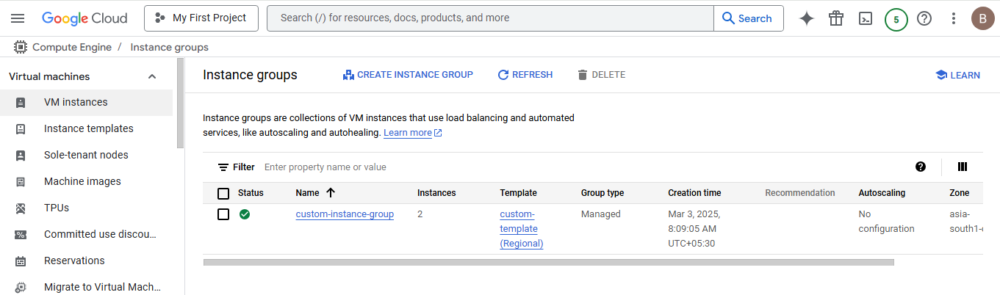 Google Cloud
My First Project
Search (/) for resources, docs, products, and more
Search
5
B
Compute Engine / Instance groups
Virtual machines
VM instances
Instance templates
Sole-tenant nodes
Machine images
TPUs
Committed use discou...
Reservations
Migrate to Virtual Mach...
Instance groups
CREATE INSTANCE GROUP
REFRESH
DELETE
LEARN
Instance groups are collections of VM instances that use load balancing and automated
services, like autoscaling and autohealing. Learn more
Filter Enter property name or value
Status Name Instances Template Group type Creation time Recommendation Autoscaling Zone
custom-instance-group 2 custom- Managed Mar 3, 2025, No asia-
template 8:09:05 AM configuration south1-
(Regional) UTC+05:30